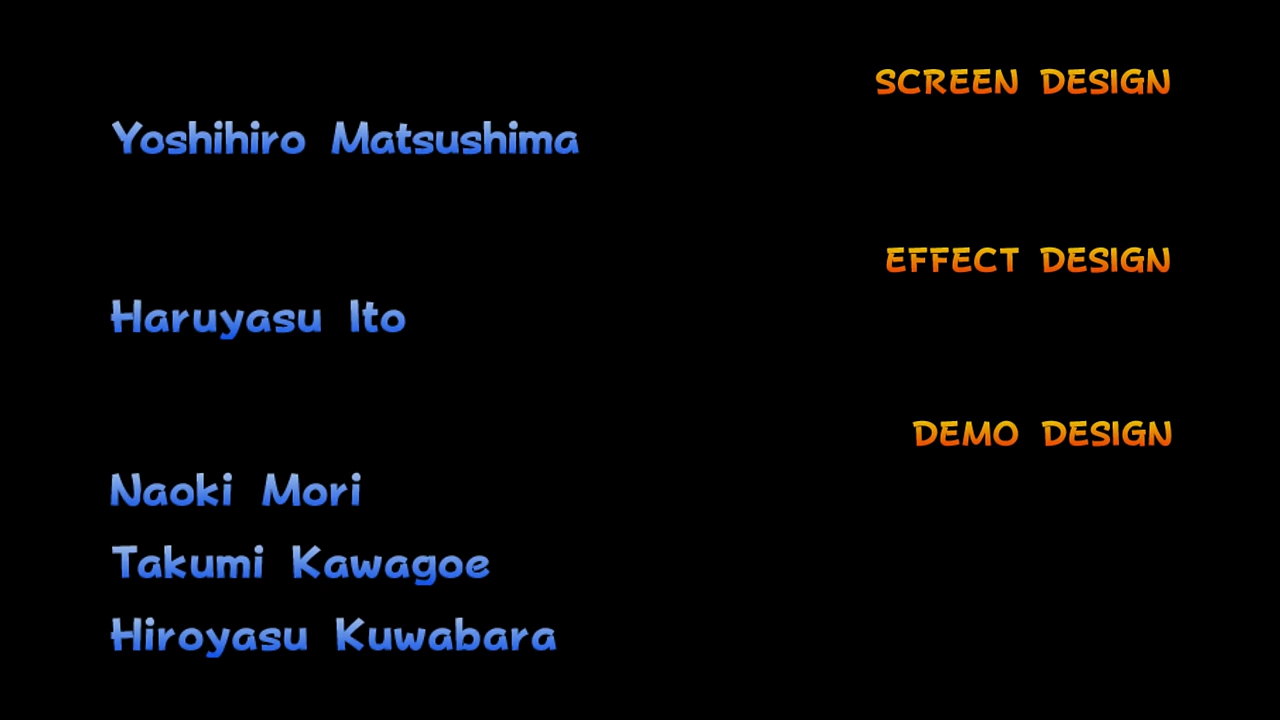 SCREEN DESIGN
Yoshihiro Matsushima
EFFECT DESIGN
Haruyasu Ito
DEMO DESIGN
Naoki Mori
Takumi Kawagoe
Hiroyasu Kuwabara